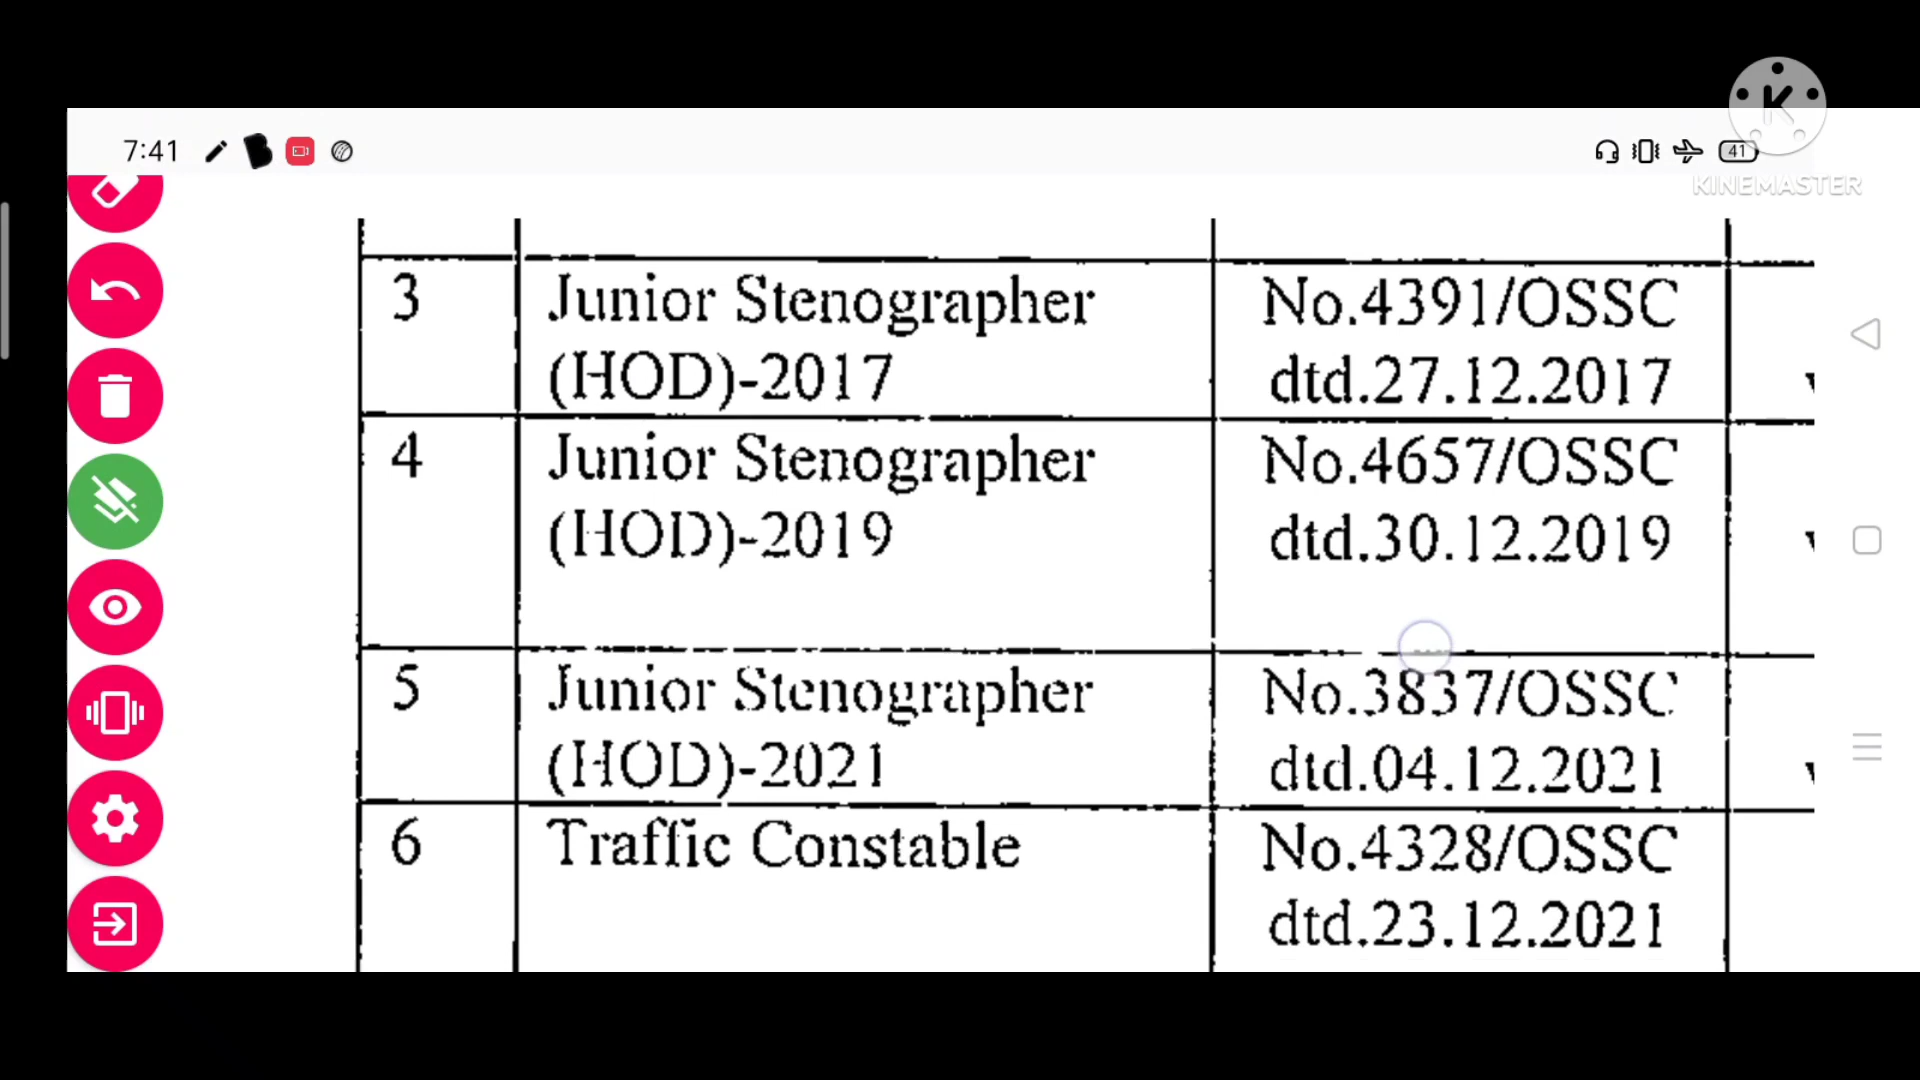 7:41
41
K
KINEMASTER
3 Junior Stenographer No.4391/OSSC
(HOD)-2017 dtd.27.12.2017
4 Junior Stenographer No.4657/OSSC
(HOD)-2019 dtd.30.12.2019
5 Junior Stenographer No.3837/OSSC
(HOD)-2021 dtd.04.12.2021
6 Traffic Constable No.4328/OSSC
dtd.23.12.2021